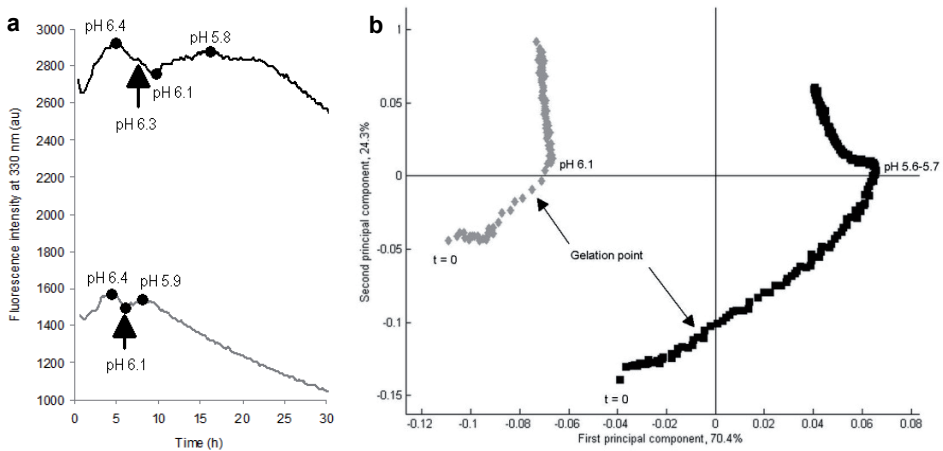 a
Fluorescence intensity at 330 nm (au)
3000
2800
2600
2400
2200
2000
1800
1600
1400
1200
1000
pH 6.4
pH 5.8
pH 6.1
pH 6.3
pH 6.4
pH 5.9
pH 6.1
0
5
10
15
20
25
30
Time (h)
b
Second principal component, 24.3%
0.1
0.05
0
-0.05
-0.1
-0.15
pH 6.1
pH 5.6-5.7
Gelation point
t = 0
t = 0
-0.12
-0.1
-0.08
-0.06
-0.04
-0.02
0
0.02
0.04
0.06
0.08
First principal component, 70.4%